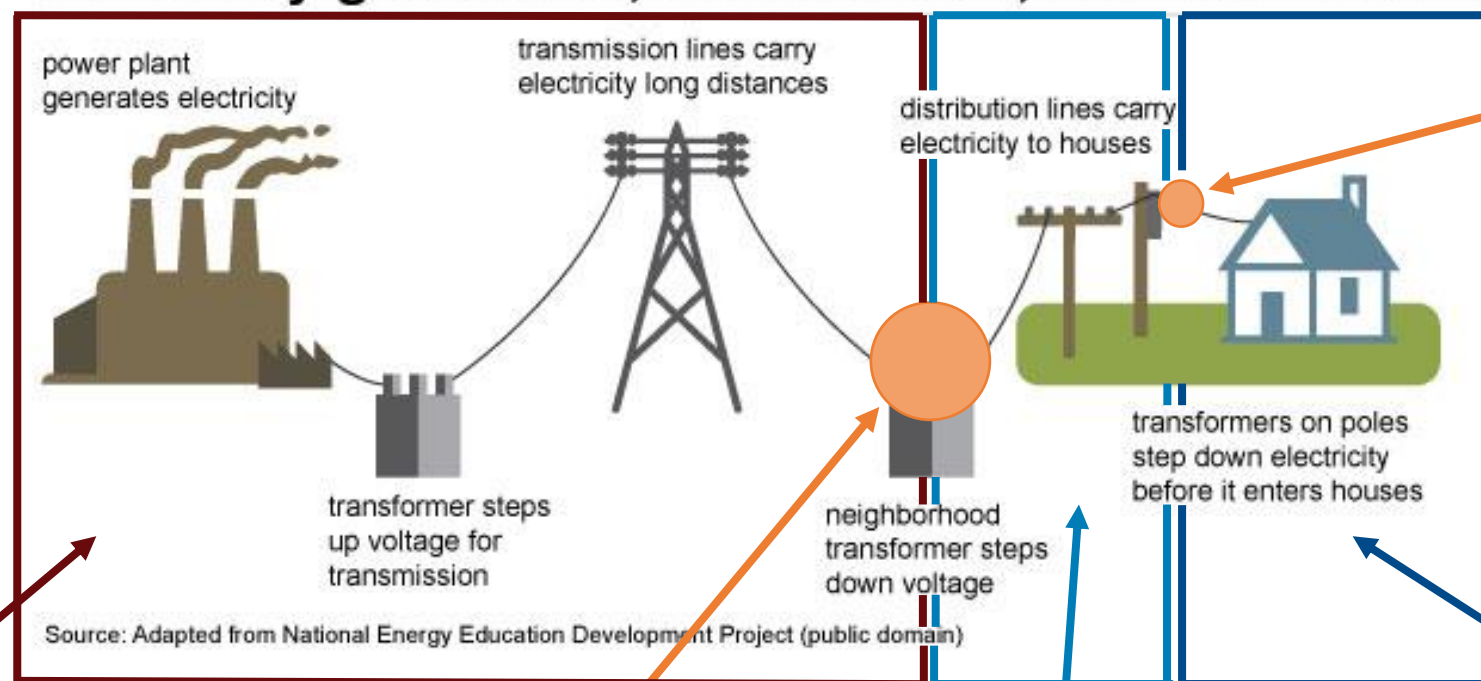 power plant
generates electricity
transmission lines carry
electricity long distances
distribution lines carry
electricity to houses
transformer steps
up voltage for
transmission
neighborhood
transformer steps
down voltage
transformers on poles
step down electricity
before it enters houses
Source: Adapted from National Energy Education Development Project (public domain)